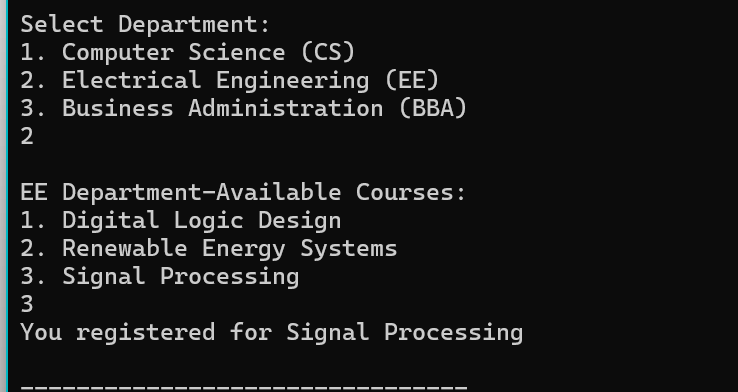 Select Department:
1. Computer Science (CS)
2. Electrical Engineering (EE)
3. Business Administration (BBA)
2
EE Department-Available Courses:
1. Digital Logic Design
2. Renewable Energy Systems
3. Signal Processing
3
You registered for Signal Processing
--------------------------------